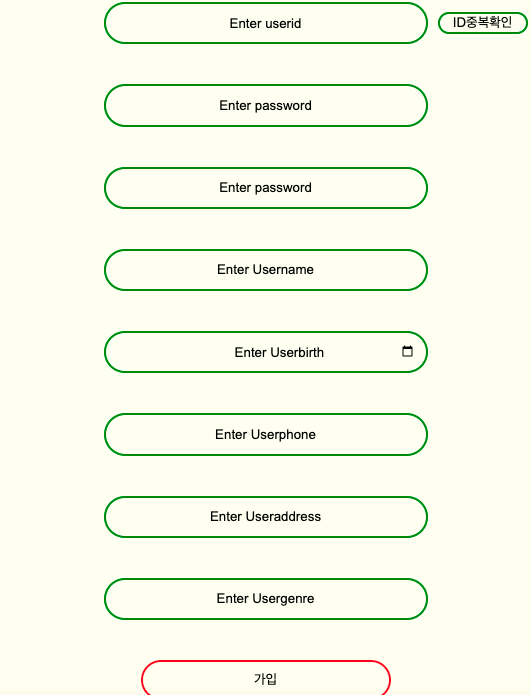 Enter userid
ID중복확인
Enter password
Enter password
Enter Username
Enter Userbirth
Enter Userphone
Enter Useraddress
Enter Usergenre
가입